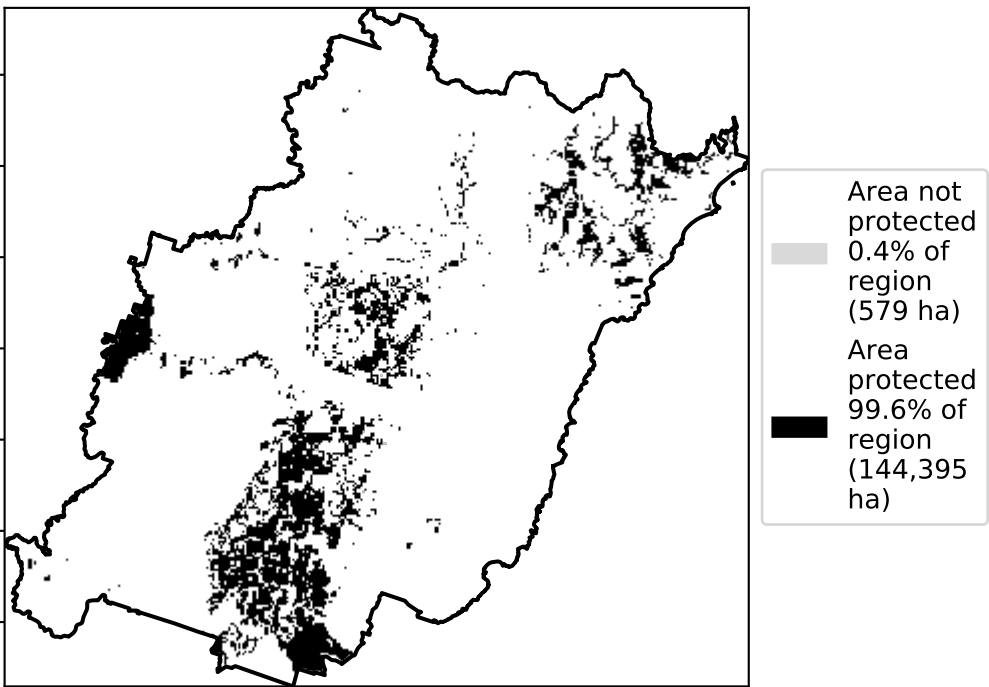 Area not
protected
0.4% of
region
(579 ha)
Area
protected
99.6% of
region
(144,395
ha)